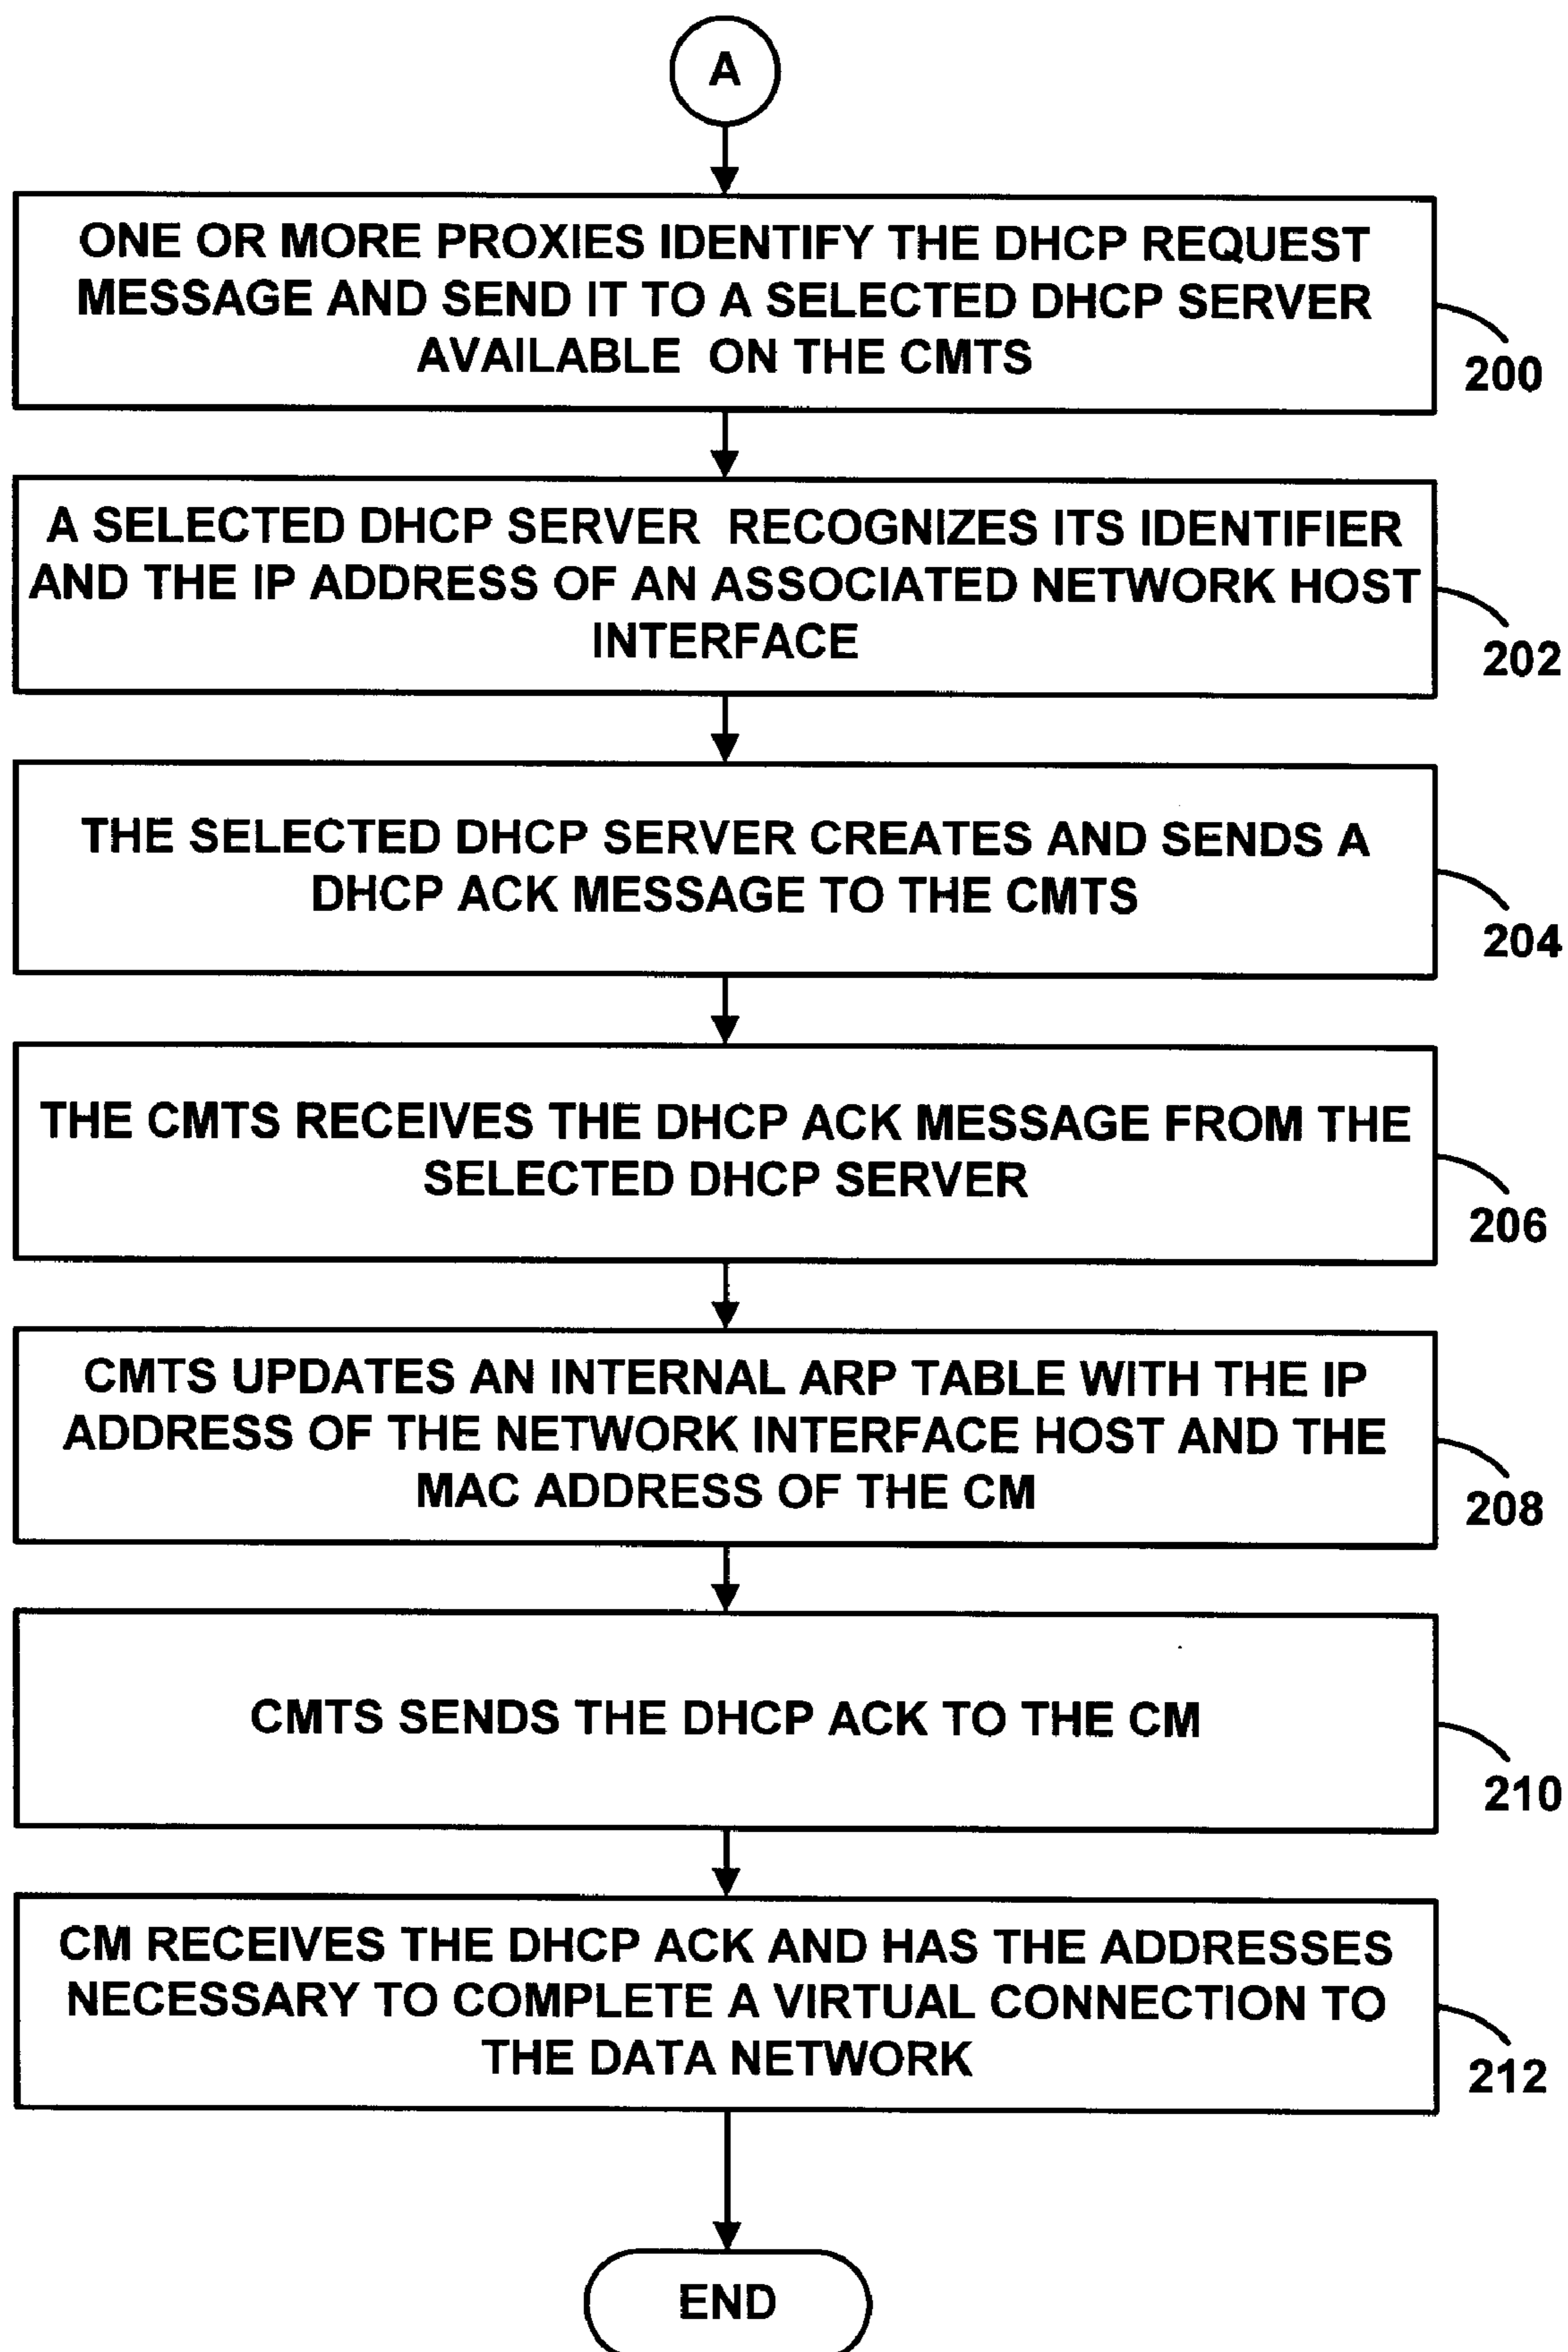 A
ONE OR MORE PROXIES IDENTIFY THE DHCP REQUEST
MESSAGE AND SEND IT TO A SELECTED DHCP SERVER
AVAILABLE ON THE CMTS
200
A SELECTED DHCP SERVER RECOGNIZES ITS IDENTIFIER
AND THE IP ADDRESS OF AN ASSOCIATED NETWORK HOST
INTERFACE
202
THE SELECTED DHCP SERVER CREATES AND SENDS A
DHCP ACK MESSAGE TO THE CMTS
204
THE CMTS RECEIVES THE DHCP ACK MESSAGE FROM THE
SELECTED DHCP SERVER
206
CMTS UPDATES AN INTERNAL ARP TABLE WITH THE IP
ADDRESS OF THE NETWORK INTERFACE HOST AND THE
MAC ADDRESS OF THE CM
208
CMTS SENDS THE DHCP ACK TO THE CM
210
CM RECEIVES THE DHCP ACK AND HAS THE ADDRESSES
NECESSARY TO COMPLETE A VIRTUAL CONNECTION TO
THE DATA NETWORK
212
END